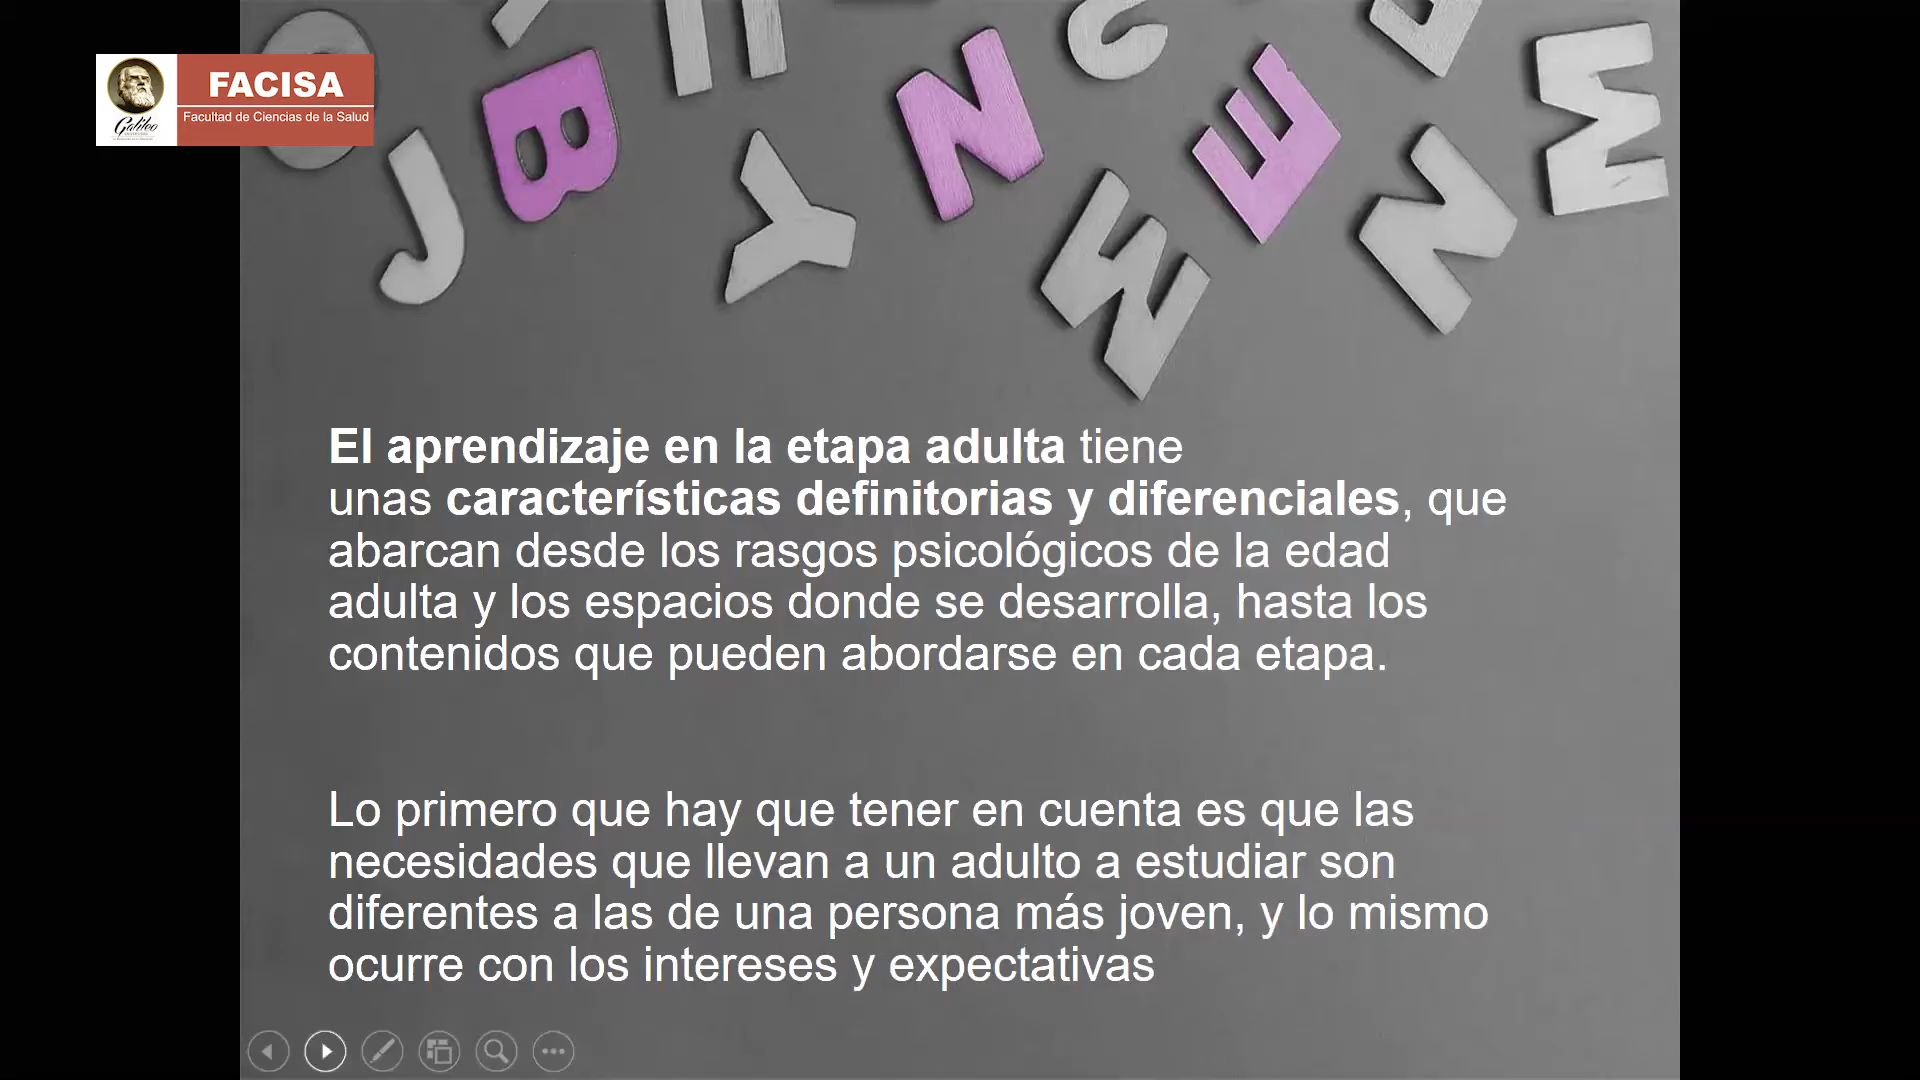 FACISA
Facultad de Ciencias de la Salud
Galileo
J
B
Y
N
C
E
M
N
M
El aprendizaje en la etapa adulta tiene
unas características definitorias y diferenciales, que
abarcan desde los rasgos psicológicos de la edad
adulta y los espacios donde se desarrolla, hasta los
contenidos que pueden abordarse en cada etapa.
Lo primero que hay que tener en cuenta es que las
necesidades que llevan a un adulto a estudiar son
diferentes a las de una persona más joven, y lo mismo
ocurre con los intereses y expectativas